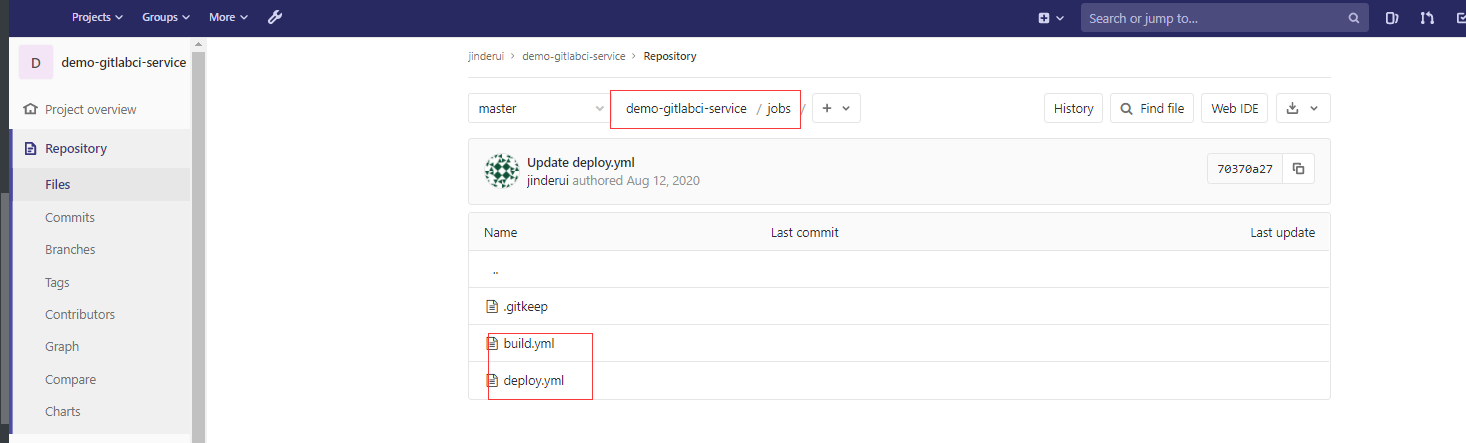 Projects Groups More Search or jump to...
D demo-gitlabci-service
Project overview
Repository
Files
Commits
Branches
Tags
Contributors
Graph
Compare
Charts
jinderui > demo-gitlabci-service > Repository
master demo-gitlabci-service / jobs / + History Find file Web IDE
Update deploy.yml
jinderui authored Aug 12, 2020
70370a27
Name Last commit Last update
..
.gitkeep
build.yml
deploy.yml